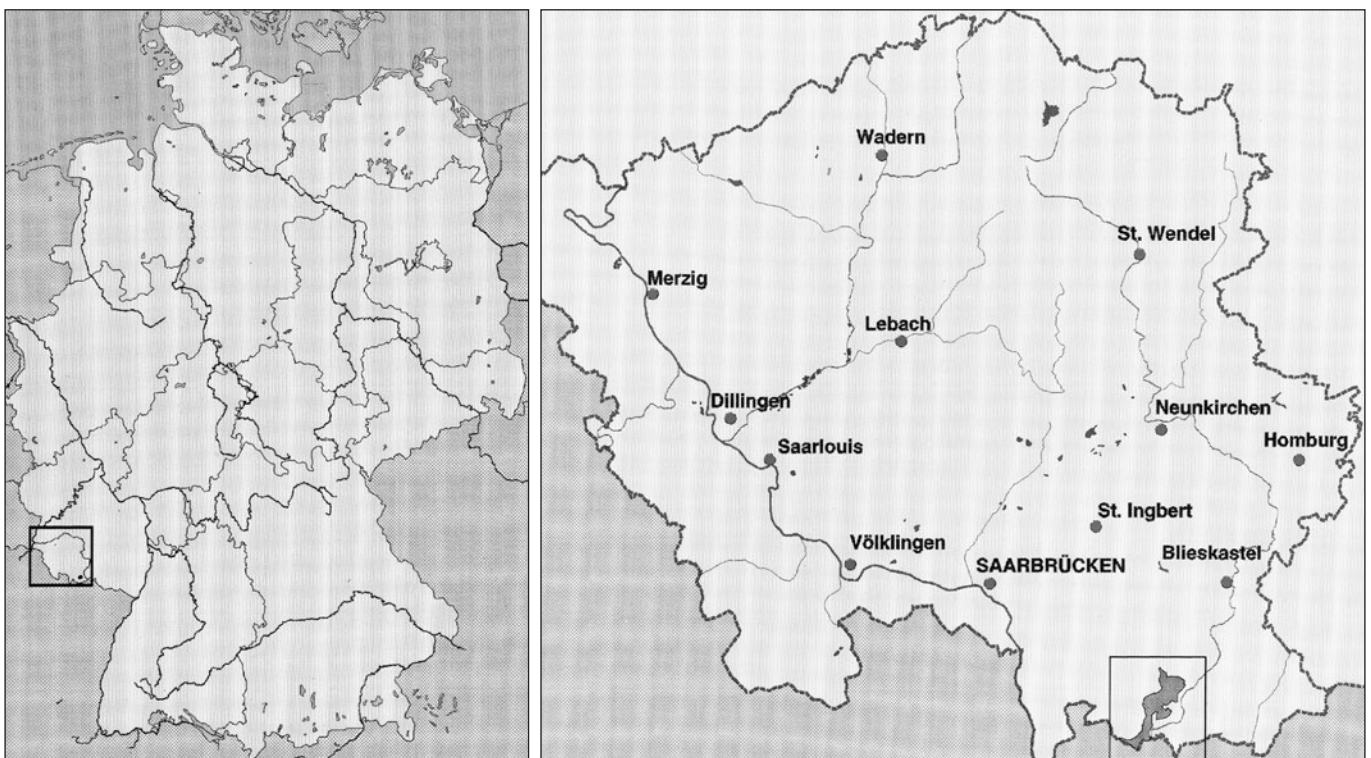 Wadern
St. Wendel
Merzig
Lebach
Dillingen
Neunkirchen
Saarlouis
Homburg
St. Ingbert
Völklingen
Blieskastel
SAARBRÜCKEN